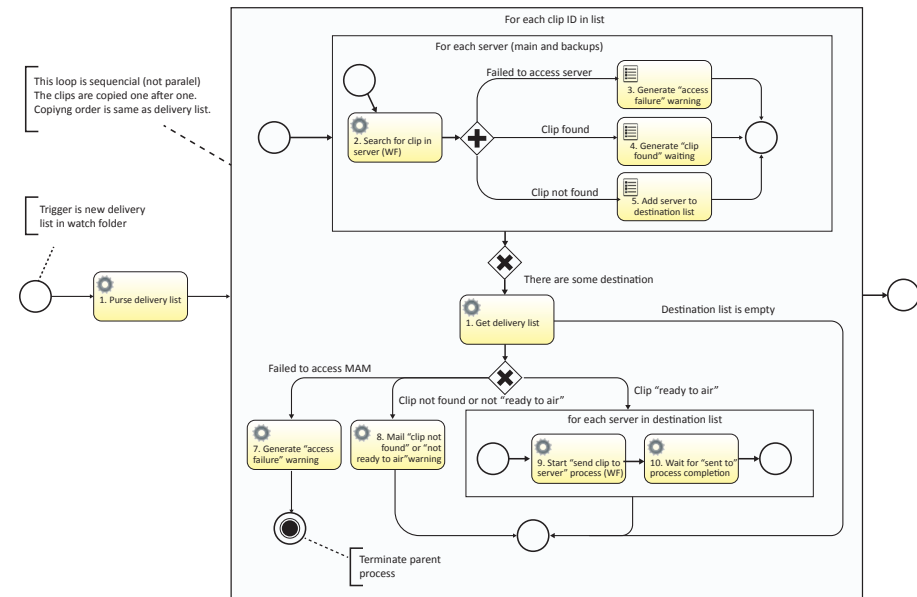 For each clip ID in list
For each server (main and backups)
This loop is sequencial (not paralel)
The clips are copied one after one.
Copiyng order is same as delivery list.
Failed to access server
3. Generate “access
failure” warning
2. Search for clip in
server (WF)
Clip found
4. Generate “clip
found” waiting
Clip not found
5. Add server to
destination list
Trigger is new delivery
list in watch folder
1. Purse delivery list
There are some destination
1. Get delivery list
Destination list is empty
Failed to access MAM
Clip not found or not “ready to air”
Clip “ready to air”
for each server in destination list
7. Generate “access
failure” warning
8. Mail “clip not
found” or “not
ready to air”warning
9. Start “send clip to
server” process (WF)
10. Wait for “sent to”
process completion
Terminate parent
process